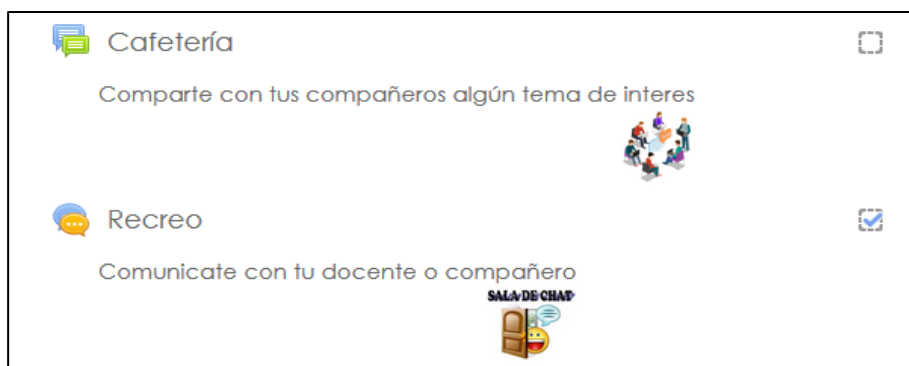 Cafetería
Comparte con tus compañeros algún tema de interes
Recreo
Comunicate con tu docente o compañero
SALA DE CHAT